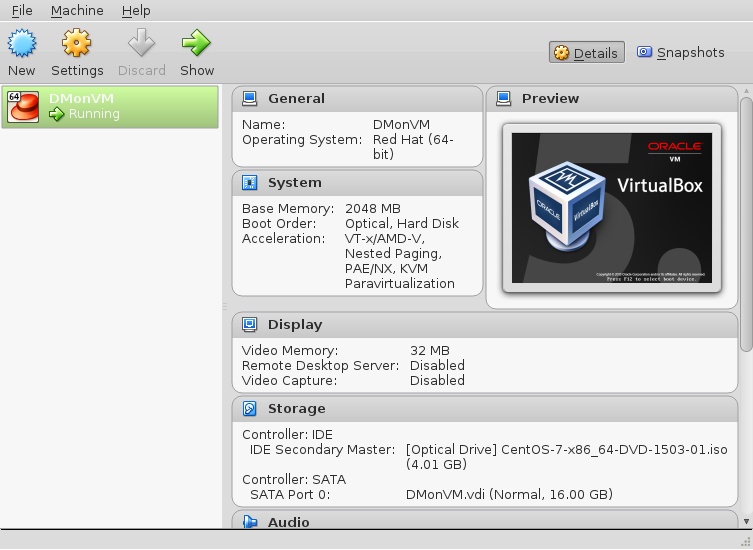 File Machine Help
New Settings Discard Show Details Snapshots
64 DMonVM
Running
General
Name: DMonVM
Operating System: Red Hat (64-
bit)
System
Base Memory: 2048 MB
Boot Order: Optical, Hard Disk
Acceleration: VT-x/AMD-V,
Nested Paging,
PAE/NX, KVM
Paravirtualization
Preview
ORACLE
VM
VirtualBox
ORACLE
VirtualBox
Press F12 to select boot device.
Display
Video Memory: 32 MB
Remote Desktop Server: Disabled
Video Capture: Disabled
Storage
Controller: IDE
IDE Secondary Master: [Optical Drive] CentOS-7-x86_64-DVD-1503-01.iso
(4.01 GB)
Controller: SATA
SATA Port 0: DMonVM.vdi (Normal, 16.00 GB)
Audio